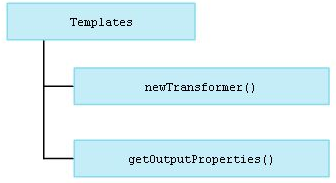 Templates
newTransformer()
getOutputProperties()